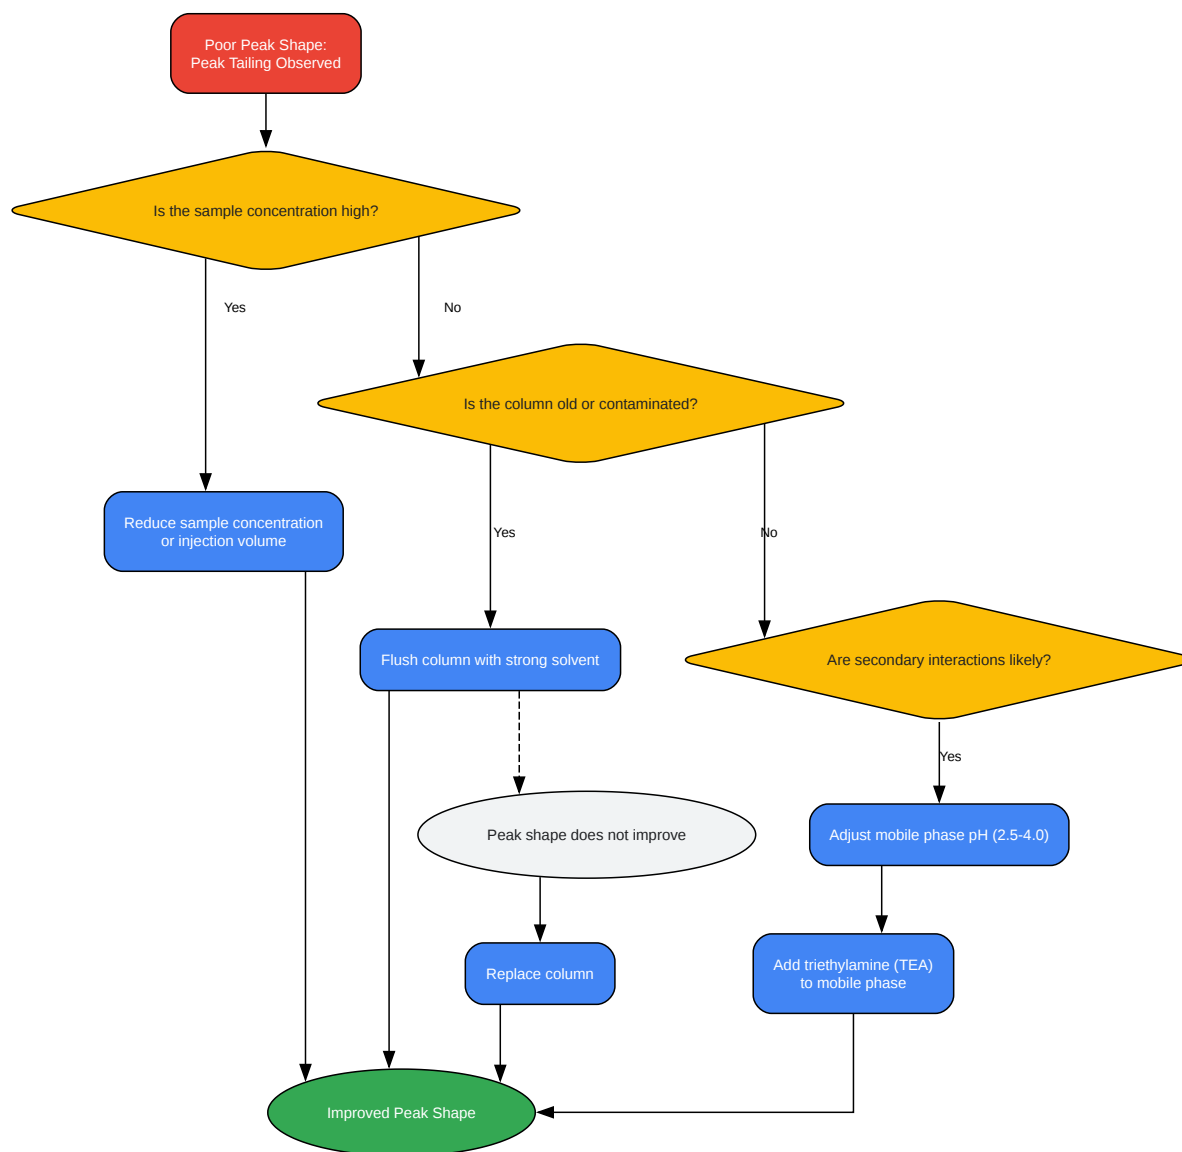 Poor Peak Shape:
Peak Tailing Observed
Is the sample concentration high?
Yes
No
Is the column old or contaminated?
Reduce sample concentration
or injection volume
Yes
No
Flush column with strong solvent
Are secondary interactions likely?
Yes
Peak shape does not improve
Adjust mobile phase pH (2.5-4.0)
Replace column
Add triethylamine (TEA)
to mobile phase
Improved Peak Shape